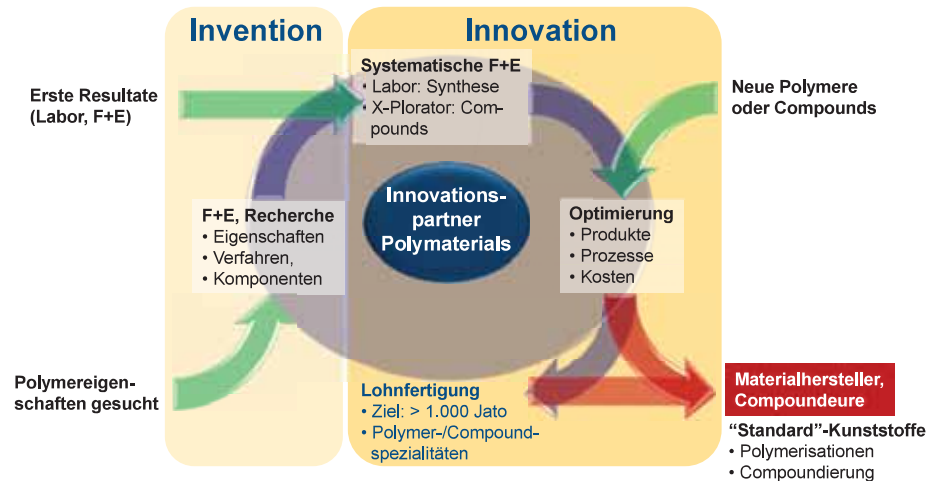 Invention
Innovation
Erste Resultate
(Labor, F+E)
Systematische F+E
• Labor: Synthese
• X-Plorator: Com-
pounds
Neue Polymere
oder Compounds
Innovations-
partner
Polymaterials
F+E, Recherche
• Eigenschaften
• Verfahren,
• Komponenten
Optimierung
• Produkte
• Prozesse
• Kosten
Polymereigen-
schaften gesucht
Lohnfertigung
• Ziel: > 1.000 Jato
• Polymer-/Compound-
spezialitäten
Materialhersteller,
Compoundeure
“Standard”-Kunststoffe
• Polymerisationen
• Compoundierung